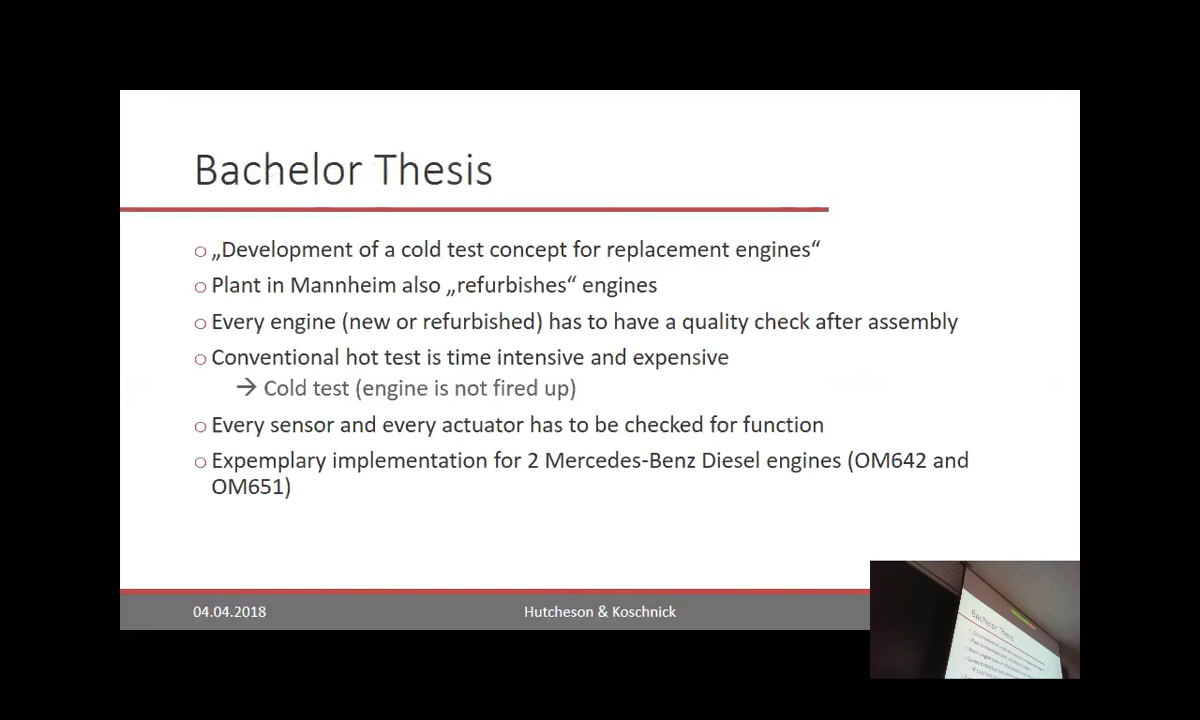 Bachelor Thesis
○ „Development of a cold test concept for replacement engines“
○ Plant in Mannheim also „refurbishes“ engines
○ Every engine (new or refurbished) has to have a quality check after assembly
○ Conventional hot test is time intensive and expensive
→ Cold test (engine is not fired up)
○ Every sensor and every actuator has to be checked for function
○ Expemplary implementation for 2 Mercedes-Benz Diesel engines (OM642 and
OM651)
04.04.2018
Hutcheson & Koschnick
Bachelor Thesis